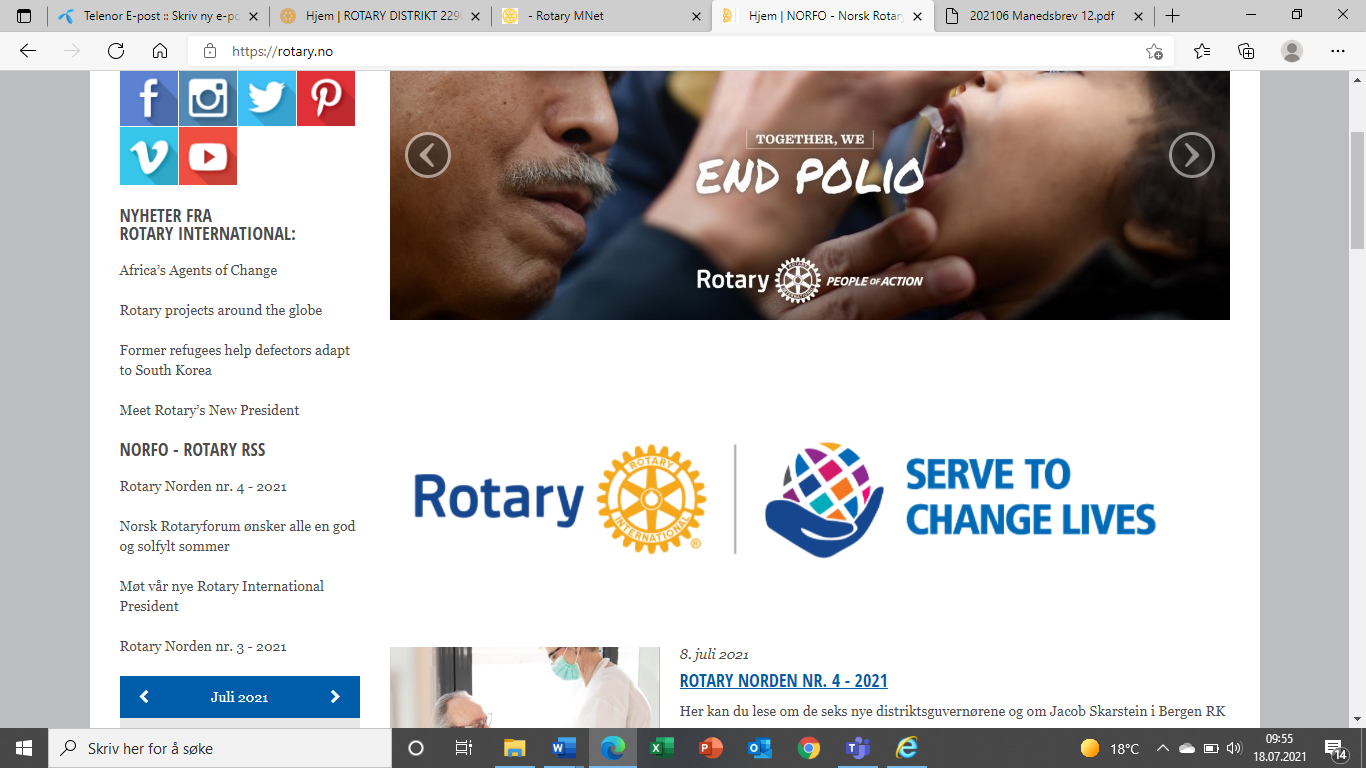 Telenor E-post :: Skriv ny e-po
Hjem | ROTARY DISTRIKT 229
- Rotary MNet
Hjem | NORFO - Norsk Rotar
202106 Manedsbrev 12.pdf
https://rotary.no
TOGETHER, WE
END POLIO
Rotary
PEOPLE OF ACTION
NYHETER FRA
ROTARY INTERNATIONAL:
Africa's Agents of Change
Rotary projects around the globe
Former refugees help defectors adapt
to South Korea
Meet Rotary's New President
NORFO - ROTARY RSS
Rotary Norden nr. 4 - 2021
Norsk Rotaryforum ønsker alle en god
og solfylt sommer
Møt vår nye Rotary International
President
Rotary Norden nr. 3 - 2021
Juli 2021
Rotary
ROTARY
INTERNATIONAL
SERVE TO
CHANGE LIVES
8. juli 2021
ROTARY NORDEN NR. 4 - 2021
Her kan du lese om de seks nye distriktsguvernørene og om Jacob Skarstein i Bergen RK
Skriv her for å søke
18°C
09:55
18.07.2021
14